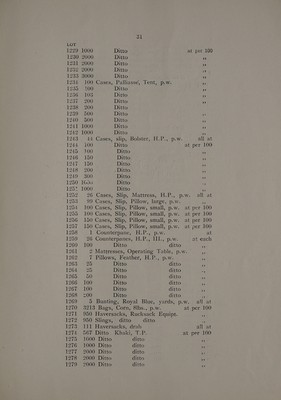 31
LOT
1229 1000 Ditto at per 100
1230 2000 Ditto „
1231 2000 Ditto „
1232 2000 Ditto „
1233 3000 Ditto „
1234 100 Cases, Palliasse, Tent, p.w. „
1235 100 Ditto „
1236 103 Ditto „
1237 200 Ditto „
1238 200 Ditto „
1239 500 Ditto „
1240 500 Ditto „
1241 1000 Ditto „
1242 1000 Ditto „
1243 Cases, slip, Bolster, H.P., p.w. all at
1244 100 Ditto at per 100
1245 100 Ditto „
1246 150 Ditto „
1247 150 Ditto „
1248 200 Ditto „
1249 200 Ditto „
1250 Ditto „
1251 1000 Ditto „
1252 26 Cases, Slip, Mattress, H.P., p.w. all at
1253 99 Cases, Slip, Pillow, large, p.w. „
1254 100 Cases, Slip, Pillow, small, p.w. at per 100
1255 100 Cases, Slip, Pillow, small, p.w. at per 100
1256 150 Cases, Slip, Pillow, small, p.w. at per 100
1257 150 Cases, Slip, Pillow, small, p.w. at per 100
1258 1 Counterpane, H.P., p.w.
1259 26 Counterpanes, H.P., III., p.w. at each
1260 100 Ditto ditto „
1261 2 Mattresses, Operating Table, p.w. „
1262 7 Pillows, Feather, H.P., p.w. „
1263 25 Ditto ditto „
1264 25 Ditto ditto „
1265 50 Ditto ditto „
1266 100 Ditto ditto „
1267 100 Ditto ditto „
1268 200 Ditto ditto „
1269 5 Bunting, Royal Blue, yards, p.w. all at
1270 3213 Bags, Corn, p.w. at per 100
1271 950 Haversacks, Rucksack Equipt. „
1272 950 Slings, ditto ditto „
1273 111 Haversacks, drab all at
1274 567 Ditto Khaki, T.P. at per 100
1275 1000 Ditto ditto „
1276 1000 Ditto ditto „
1277 2000 Ditto ditto „
1278 2000 Ditto ditto „
1279 2000 Ditto ditto „